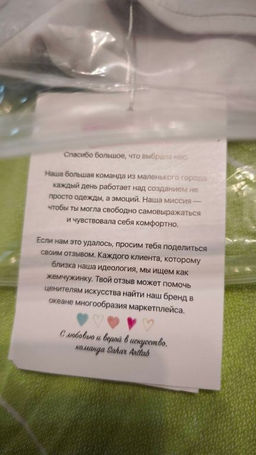 Спасибо большое, что выбрала нас.
Наша большая команда из маленького города
каждый день работает над созданием не
просто одежды, а эмоций. Наша миссия —
чтобы ты могла свободно самовыражаться
и чувствовала себя комфортно.
Если нам это удалось, просим тебя поделиться
своим отзывом. Каждого клиента, которому
близка наша идеология, мы ищем как
жемчужинку. Твой отзыв может помочь
ценителям искусства найти наш бренд в
океане многообразия маркетплейса.
С любовью и верой в искусство,
команда Sahar Artlab